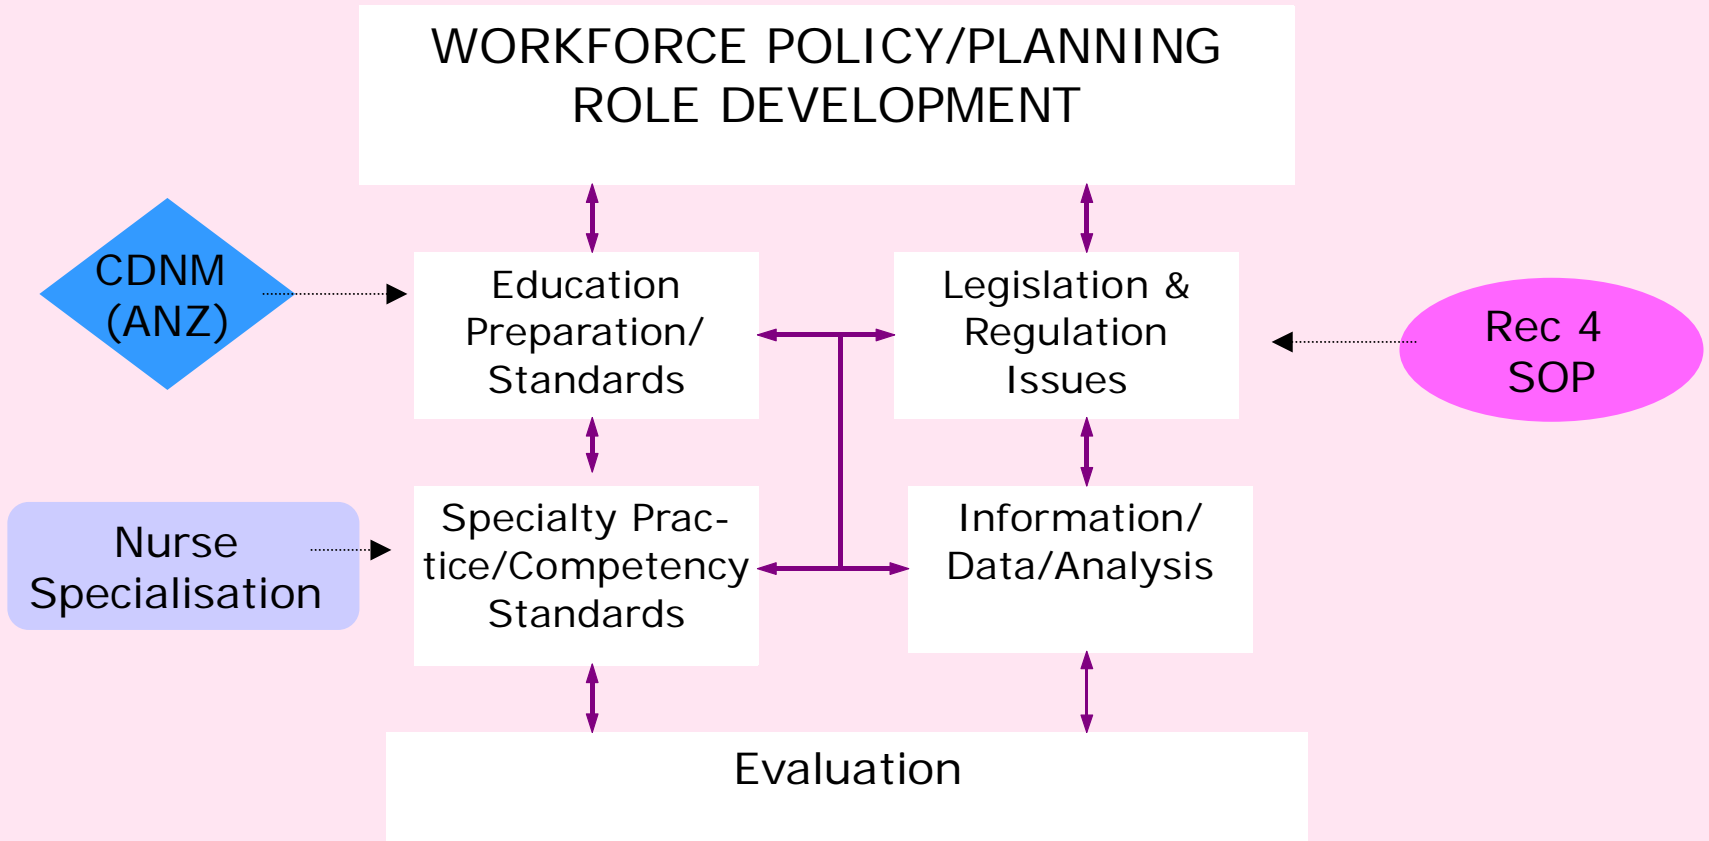 WORKFORCE POLICY/PLANNING
ROLE DEVELOPMENT
CDNM
(ANZ)
Education
Preparation/
Standards
Legislation &
Regulation
Issues
Rec 4
SOP
Nurse
Specialisation
Specialty Prac-
tice/Competency
Standards
Information/
Data/Analysis
Evaluation